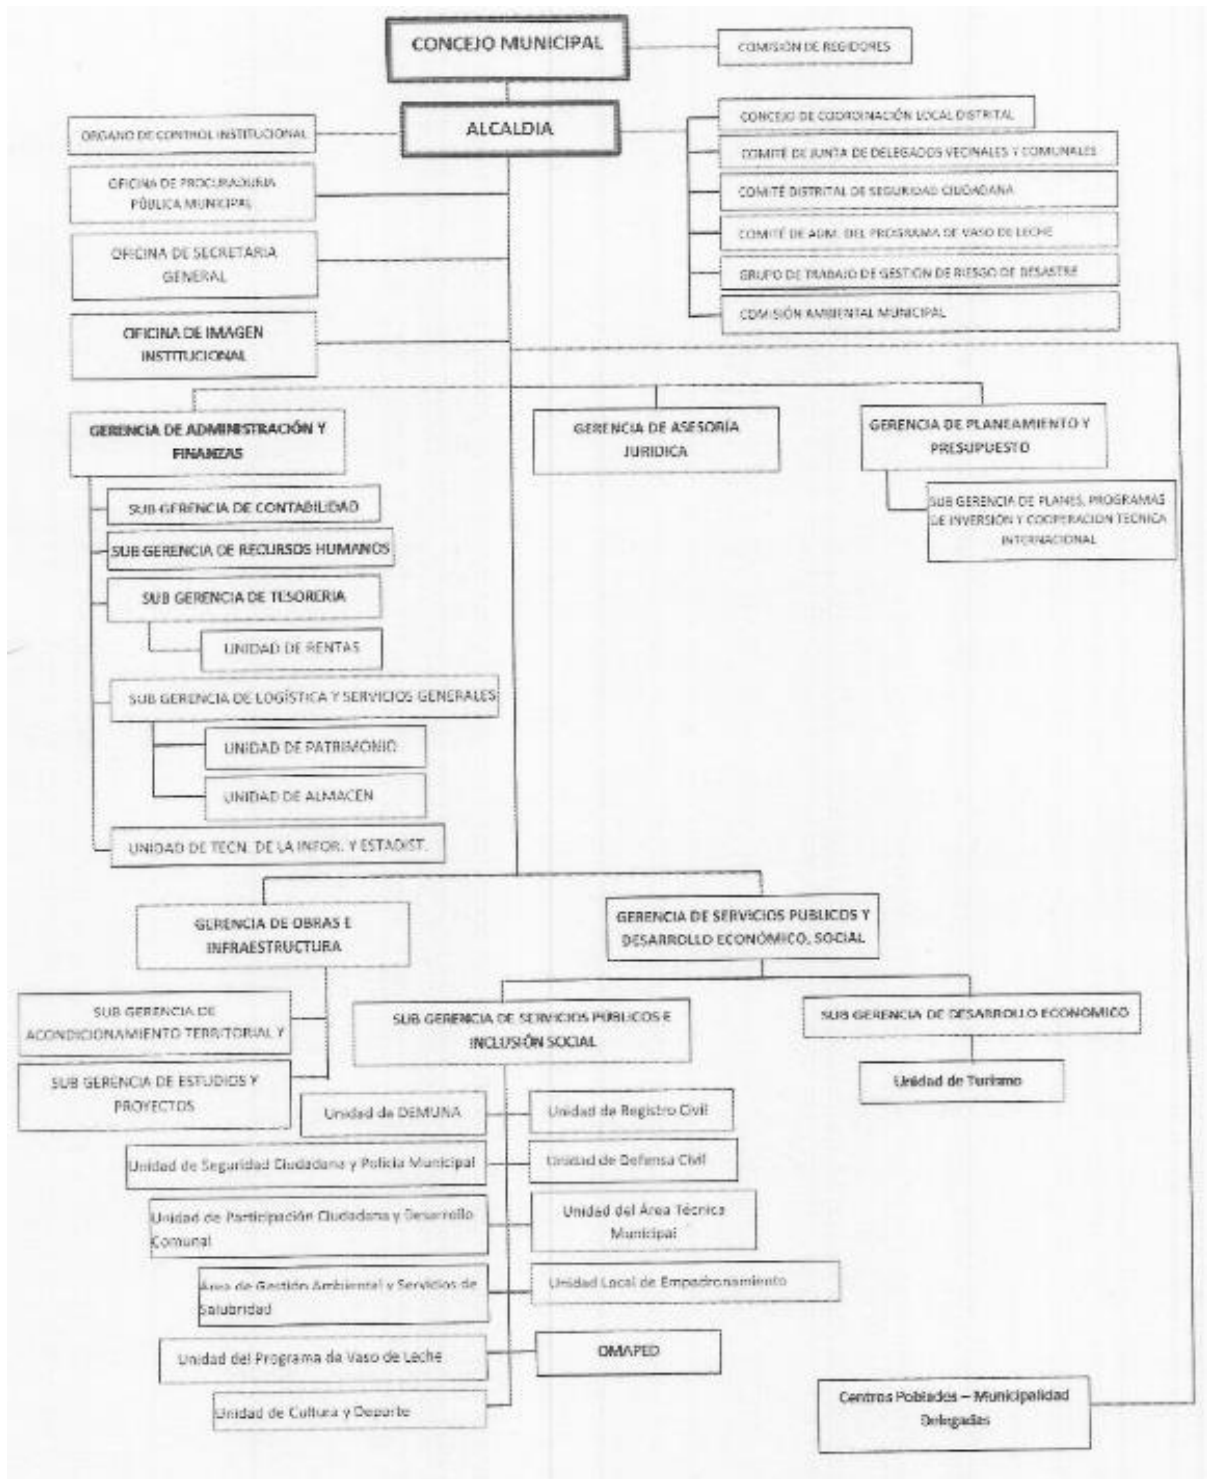 CONCEJO MUNICIPAL
COMISIÓN DE REGIDORES
ALCALDIA
ORGANO DE CONTROL INSTITUCIONAL
CONCEJO DE COORDINACIÓN LOCAL DISTRITAL
COMITÉ DE JUNTA DE DELEGADOS VECINALES Y COMUNALES
COMITÉ DISTRITAL DE SEGURIDAD CIUDADANA
COMITÉ DE ADM. DEL PROGRAMA DE VASO DE LECHE
GRUPO DE TRABAJO DE GESTION DE RIESGO DE DESASTRE
COMISIÓN AMBIENTAL MUNICIPAL
OFICINA DE PROCURADURIA
PÚBLICA MUNICIPAL
OFICINA DE SECRETARIA
GENERAL
OFICINA DE IMAGEN
INSTITUCIONAL
GERENCIA DE ADMINISTRACIÓN Y
FINANZAS
GERENCIA DE ASESORÍA
JURIDICA
GERENCIA DE PLANEAMIENTO Y
PRESUPUESTO
SUB GERENCIA DE PLANES, PROGRAMAS
DE INVERSIÓN Y COOPERACION TECNICA
INTERNACIONAL
SUB GERENCIA DE CONTABILIDAD
SUB GERENCIA DE RECURSOS HUMANOS
SUB GERENCIA DE TESORERIA
UNIDAD DE RENTAS
SUB GERENCIA DE LOGÍSTICA Y SERVICIOS GENERALES
UNIDAD DE PATRIMONIO
UNIDAD DE ALMACEN
UNIDAD DE TECN. DE LA INFOR. Y ESTADIST.
GERENCIA DE OBRAS E
INFRAESTRUCTURA
GERENCIA DE SERVICIOS PUBLICOS Y
DESARROLLO ECONÓMICO, SOCIAL
SUB GERENCIA DE
ACONDICIONAMIENTO TERRITORIAL Y
SUB GERENCIA DE ESTUDIOS Y
PROYECTOS
SUB GERENCIA DE SERVICIOS PÚBLICOS E
INCLUSIÓN SOCIAL
SUB GERENCIA DE DESARROLLO ECONOMICO
Unidad de Turismo
Unidad de DEMUNA
Unidad de Registro Civil
Unidad de Seguridad Ciudadana y Policia Municipal
Unidad de Defensa Civil
Unidad de Participación Ciudadana y Desarrollo
Comunal
Unidad del Área Técnica
Municipal
Area de Gestión Ambiental y Servicios de
Salubridad
Unidad Local de Empadronamiento
Unidad del Programa de Vaso de Leche
OMAPED
Unidad de Cultura y Deporte
Centros Poblados – Municipalidad
Delegadas